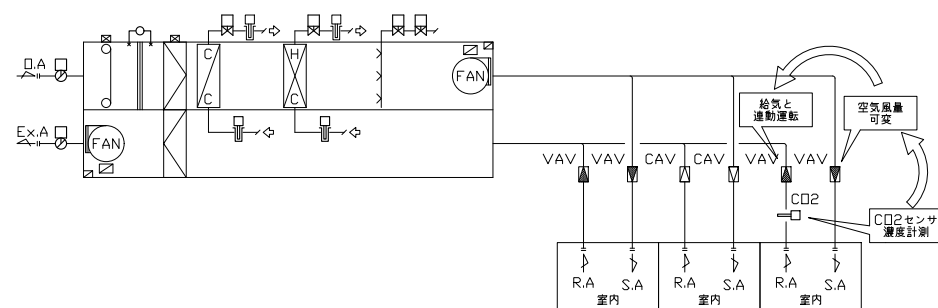 C H
C C
O.A
FAN
Ex.A
FAN
給気と
連動運転
空気風量
可変
VAV VAV CAV CAV VAV VAV
CO2
CO2センサ
濃度計測
R.A S.A R.A S.A R.A S.A
室内 室内 室内